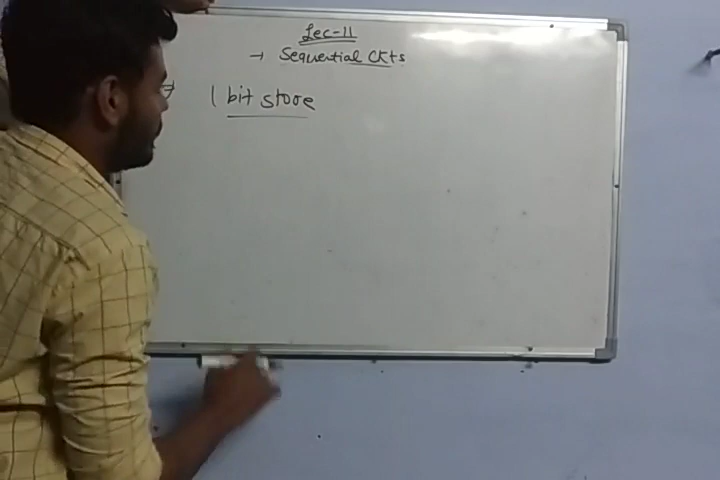 Lec-11
→ Sequential Ckts
⇒ 1 bit store